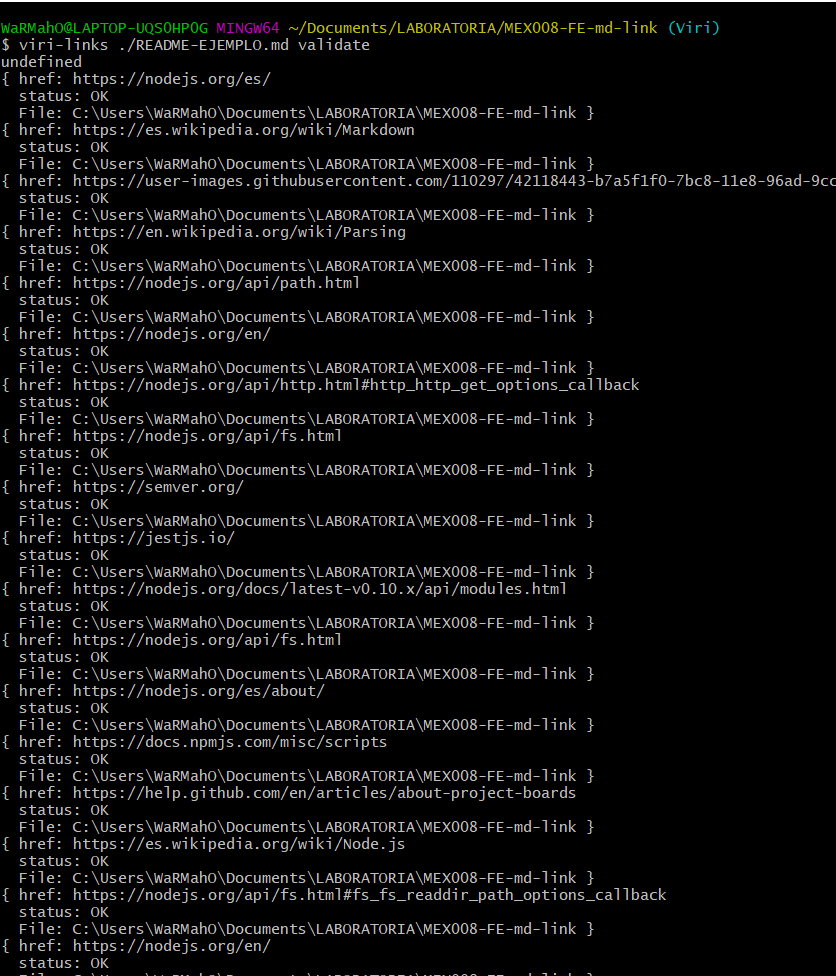 WaRMahO@LAPTOP-UQS0HP0G MINGW64 ~/Documents/LABORATORIA/MEX008-FE-md-link (Viri)
$ viri-links ./README-EJEMPLO.md validate
undefined
{ href: https://nodejs.org/es/
  status: OK
  File: C:\Users\WaRMahO\Documents\LABORATORIA\MEX008-FE-md-link }
{ href: https://es.wikipedia.org/wiki/Markdown
  status: OK
  File: C:\Users\WaRMahO\Documents\LABORATORIA\MEX008-FE-md-link }
{ href: https://user-images.githubusercontent.com/110297/42118443-b7a5f1f0-7bc8-11e8-96ad-9cc
  status: OK
  File: C:\Users\WaRMahO\Documents\LABORATORIA\MEX008-FE-md-link }
{ href: https://en.wikipedia.org/wiki/Parsing
  status: OK
  File: C:\Users\WaRMahO\Documents\LABORATORIA\MEX008-FE-md-link }
{ href: https://nodejs.org/api/path.html
  status: OK
  File: C:\Users\WaRMahO\Documents\LABORATORIA\MEX008-FE-md-link }
{ href: https://nodejs.org/en/
  status: OK
  File: C:\Users\WaRMahO\Documents\LABORATORIA\MEX008-FE-md-link }
{ href: https://nodejs.org/api/http.html#http_http_get_options_callback
  status: OK
  File: C:\Users\WaRMahO\Documents\LABORATORIA\MEX008-FE-md-link }
{ href: https://nodejs.org/api/fs.html
  status: OK
  File: C:\Users\WaRMahO\Documents\LABORATORIA\MEX008-FE-md-link }
{ href: https://semver.org/
  status: OK
  File: C:\Users\WaRMahO\Documents\LABORATORIA\MEX008-FE-md-link }
{ href: https://jestjs.io/
  status: OK
  File: C:\Users\WaRMahO\Documents\LABORATORIA\MEX008-FE-md-link }
{ href: https://nodejs.org/docs/latest-v0.10.x/api/modules.html
  status: OK
  File: C:\Users\WaRMahO\Documents\LABORATORIA\MEX008-FE-md-link }
{ href: https://nodejs.org/api/fs.html
  status: OK
  File: C:\Users\WaRMahO\Documents\LABORATORIA\MEX008-FE-md-link }
{ href: https://nodejs.org/es/about/
  status: OK
  File: C:\Users\WaRMahO\Documents\LABORATORIA\MEX008-FE-md-link }
{ href: https://docs.npmjs.com/misc/scripts
  status: OK
  File: C:\Users\WaRMahO\Documents\LABORATORIA\MEX008-FE-md-link }
{ href: https://help.github.com/en/articles/about-project-boards
  status: OK
  File: C:\Users\WaRMahO\Documents\LABORATORIA\MEX008-FE-md-link }
{ href: https://es.wikipedia.org/wiki/Node.js
  status: OK
  File: C:\Users\WaRMahO\Documents\LABORATORIA\MEX008-FE-md-link }
{ href: https://nodejs.org/api/fs.html#fs_fs_readdir_path_options_callback
  status: OK
  File: C:\Users\WaRMahO\Documents\LABORATORIA\MEX008-FE-md-link }
{ href: https://nodejs.org/en/
  status: OK